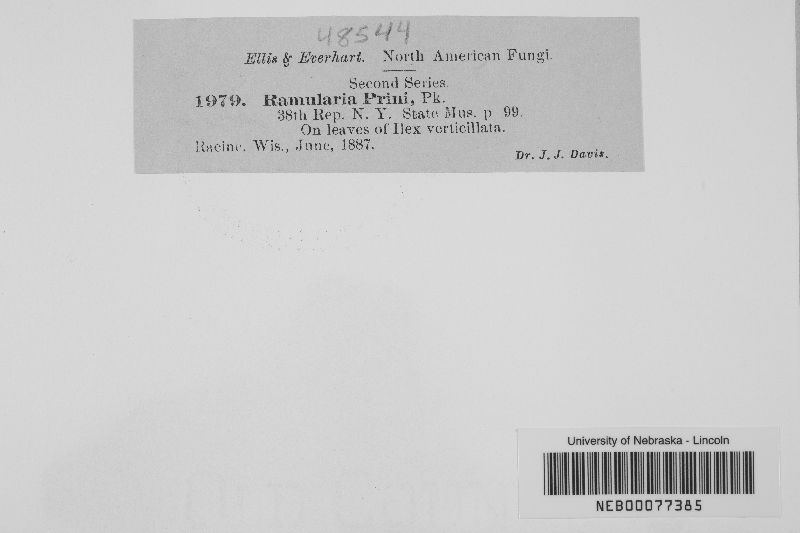 48544
Ellis & Everhart. North American Fungi.
Second Series.
1979. Ramularia Prini, Pk.
38th Rep. N. Y. State Mus. p 99.
On leaves of Ilex verticillata.
Racine, Wis., June, 1887.
Dr. J. J. Davis.
University of Nebraska - Lincoln
NEB00077385